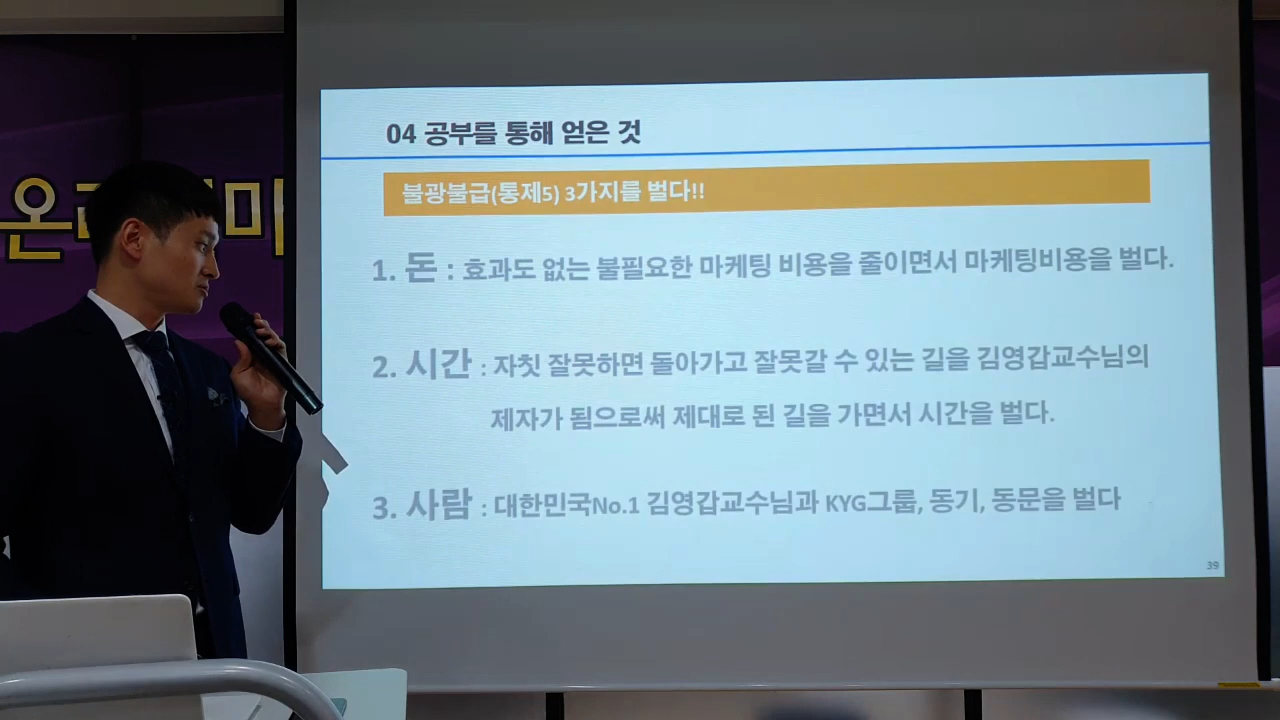 04 공부를 통해 얻은 것
불광불급(통제5) 3가지를 벌다!!
1. 돈 : 효과도 없는 불필요한 마케팅 비용을 줄이면서 마케팅비용을 벌다.
2. 시간 : 자칫 잘못하면 돌아가고 잘못갈 수 있는 길을 김영갑교수님의
제자가 됨으로써 제대로 된 길을 가면서 시간을 벌다.
3. 사람 : 대한민국No.1 김영갑교수님과 KYG그룹, 동기, 동문을 벌다
39